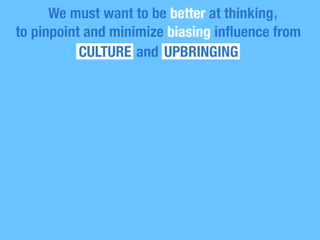 We must want to be better at thinking,
to pinpoint and minimize biasing influence from
CULTURE and UPBRINGING